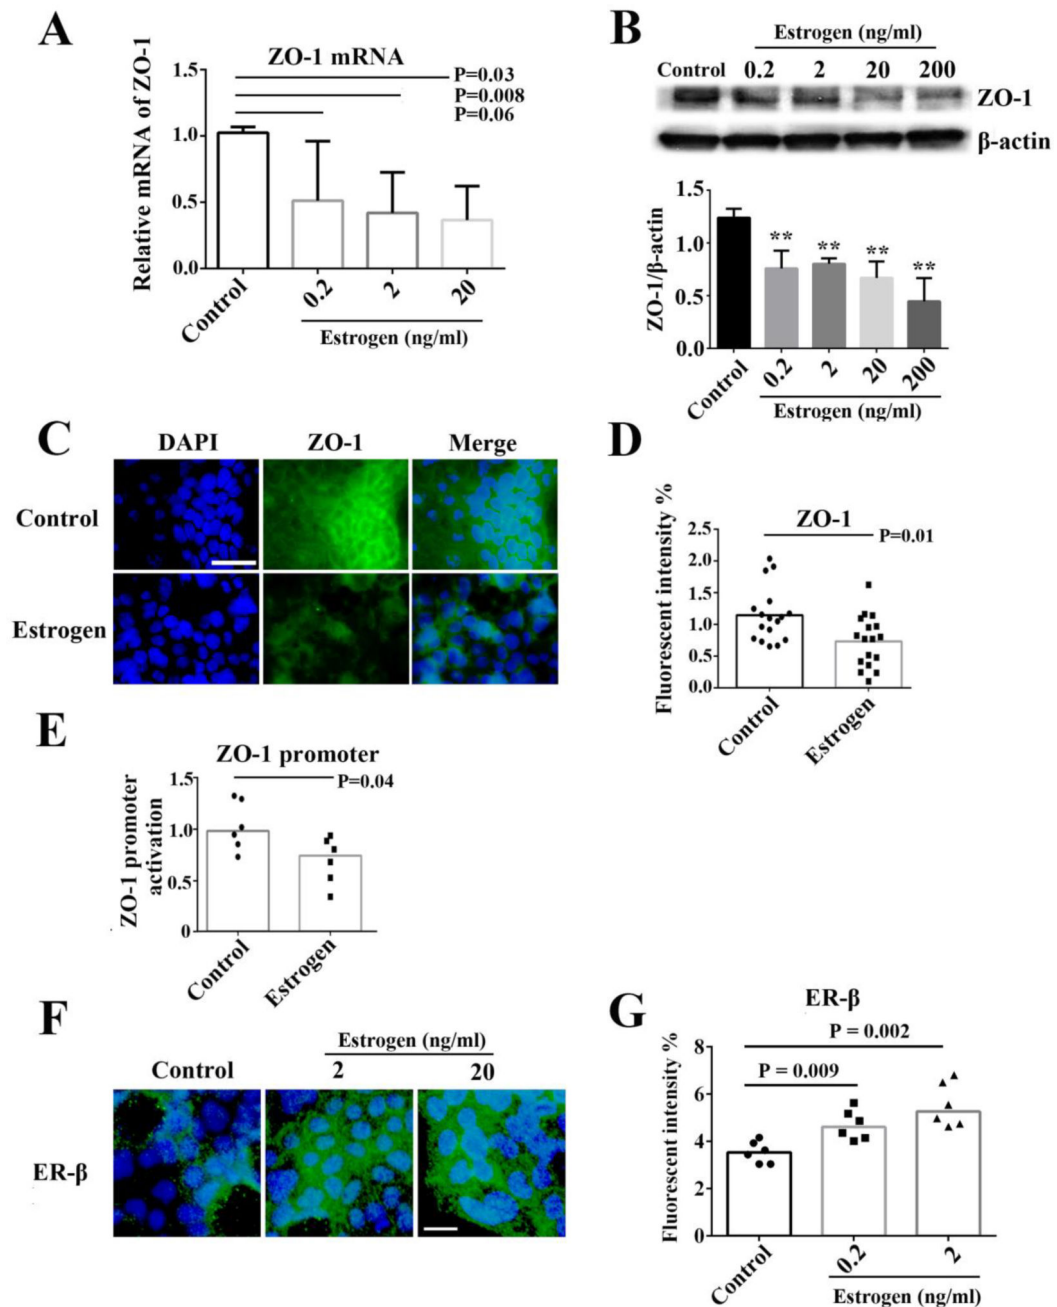 A
ZO-1 mRNA
Relative mRNA of ZO-1
1.5
1.0
0.5
0.0
P=0.03
P=0.008
P=0.06
Control
0.2
2
20
Estrogen (ng/ml)
B
Estrogen (ng/ml)
Control 0.2 2 20 200
ZO-1
β-actin
ZO-1/β-actin
1.5
1.0
0.5
0.0
** ** ** **
Control
0.2
2
20
200
Estrogen (ng/ml)
C
DAPI ZO-1 Merge
Control
Estrogen
D
ZO-1
P=0.01
Fluorescent intensity %
2.5
2.0
1.5
1.0
0.5
0.0
Control
Estrogen
E
ZO-1 promoter
P=0.04
ZO-1 promoter
activation
1.5
1.0
0.5
0
Control
Estrogen
F
Estrogen (ng/ml)
Control 2 20
ER-β
G
ER-β
P = 0.002
P = 0.009
Fluorescent intensity %
8
6
4
2
0
Control
0.2
2
Estrogen (ng/ml)